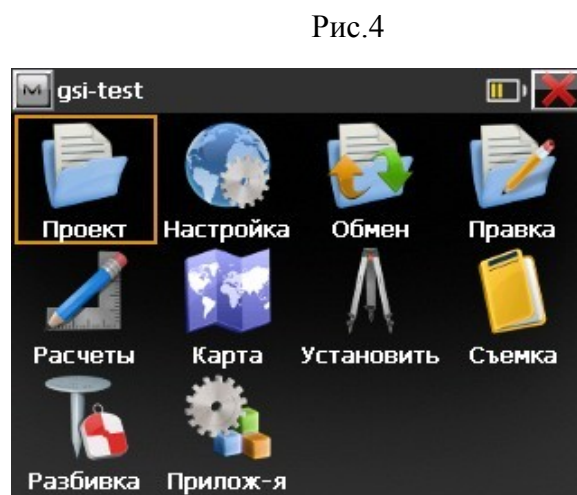 Рис.4
gsi-test
Проект Настройка Обмен Правка
Расчеты Карта Установить Съемка
Разбивка Прилож-я